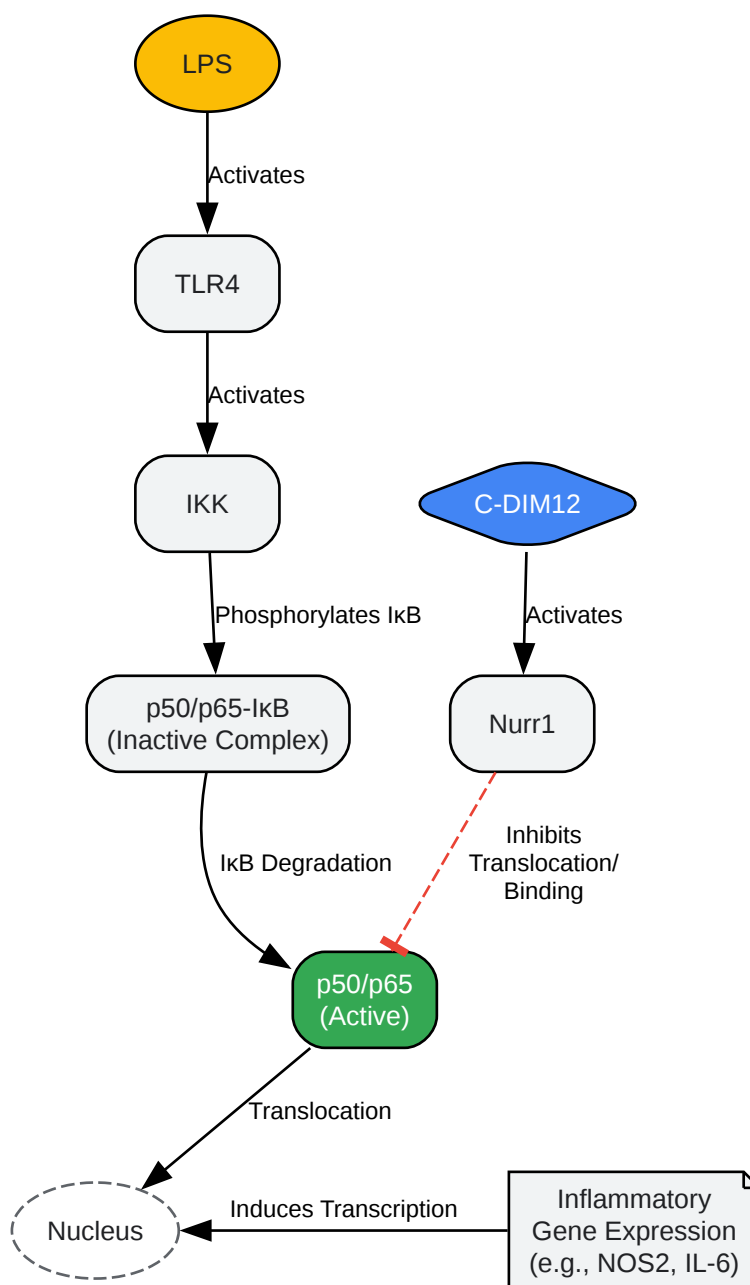 LPS
Activates
TLR4
Activates
IKK
C-DIM12
Phosphorylates IκB
Activates
p50/p65-IκB
(Inactive Complex)
Nurr1
IκB Degradation
Inhibits
Translocation/
Binding
p50/p65
(Active)
Translocation
Nucleus
Induces Transcription
Inflammatory
Gene Expression
(e.g., NOS2, IL-6)